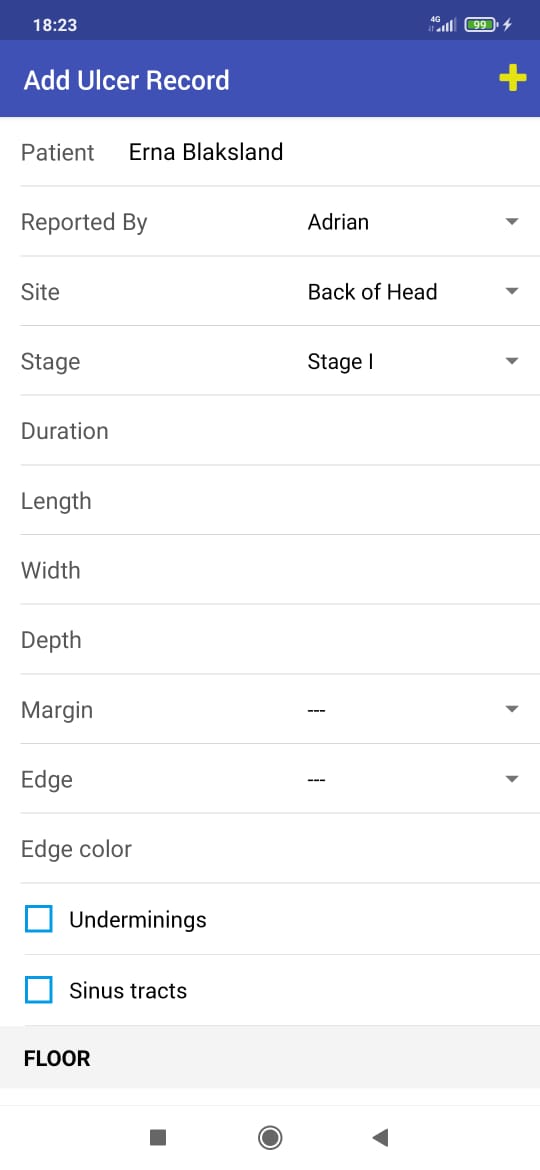 18:23
4G
99
Add Ulcer Record
Patient Erna Blaksland
Reported By Adrian
Site Back of Head
Stage Stage I
Duration
Length
Width
Depth
Margin ---
Edge ---
Edge color
Underminings
Sinus tracts
FLOOR